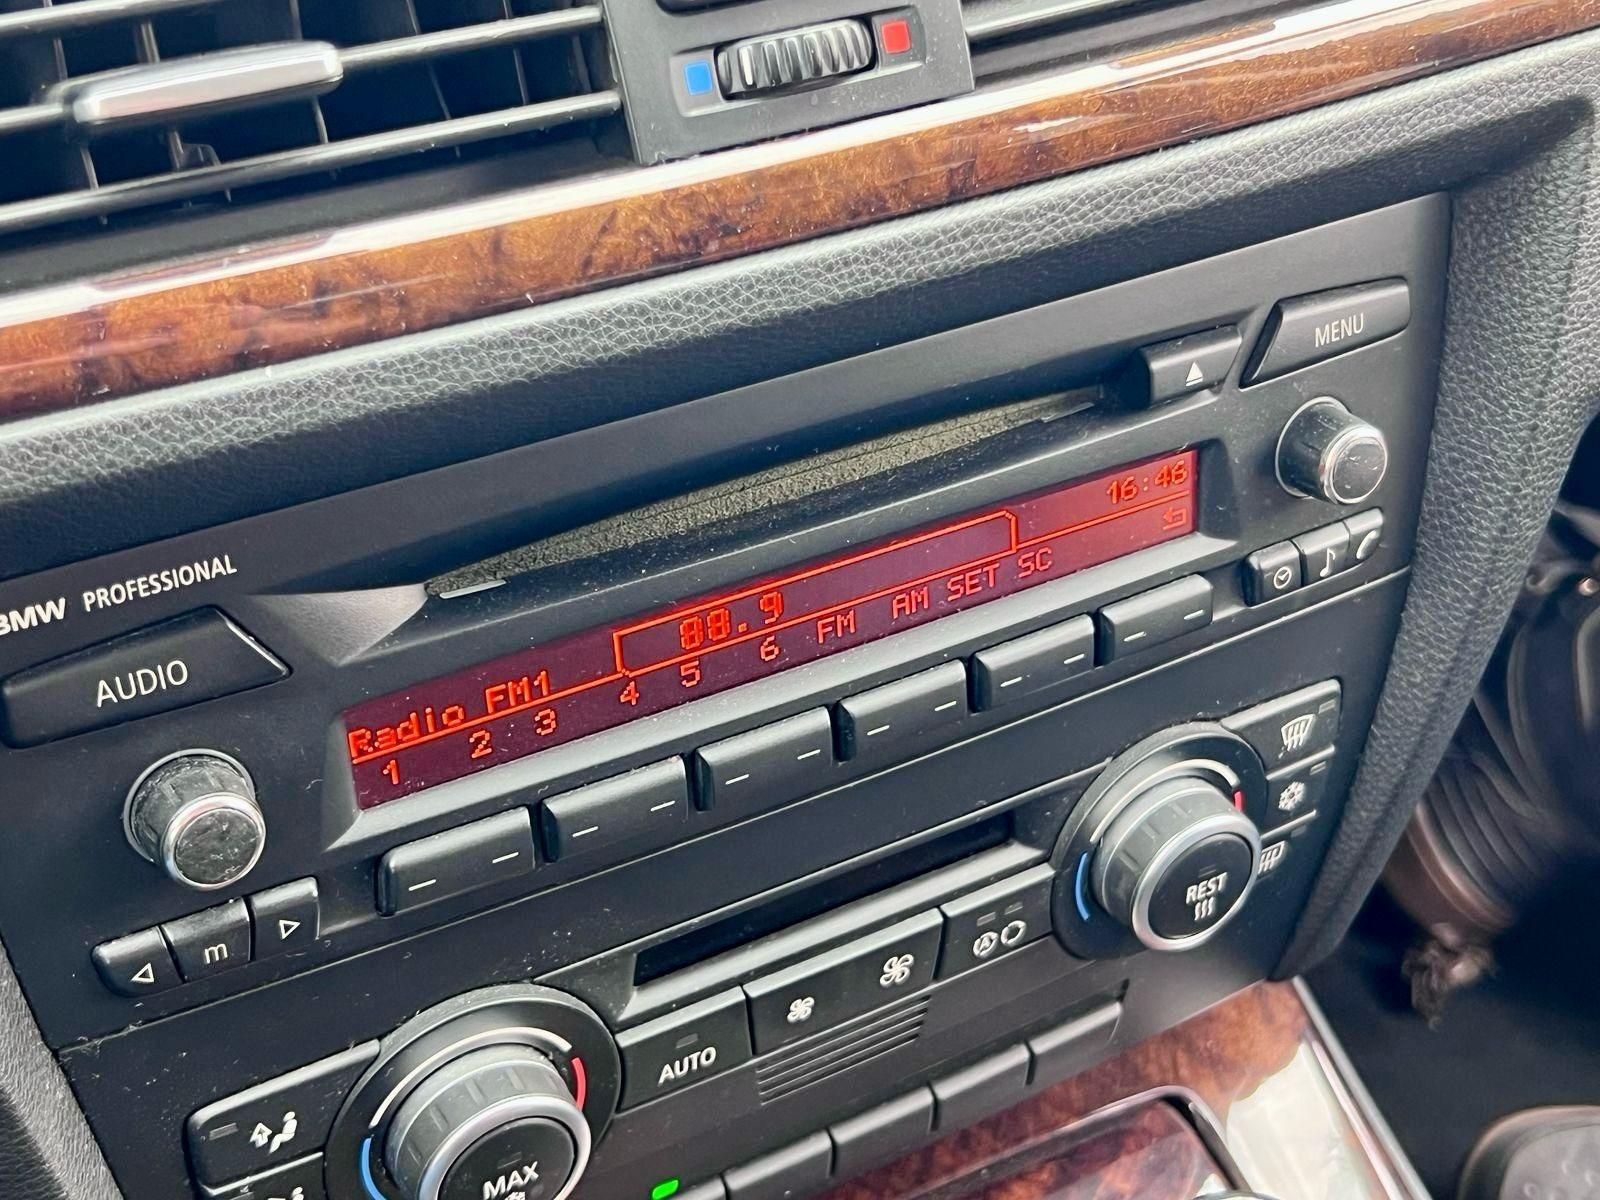 MENU
BMW PROFESSIONAL
16:46
Radio FM1 88.9
1 2 3 4 5 6 FM AM SET SC
AUDIO
m
REST
AUTO
MAX